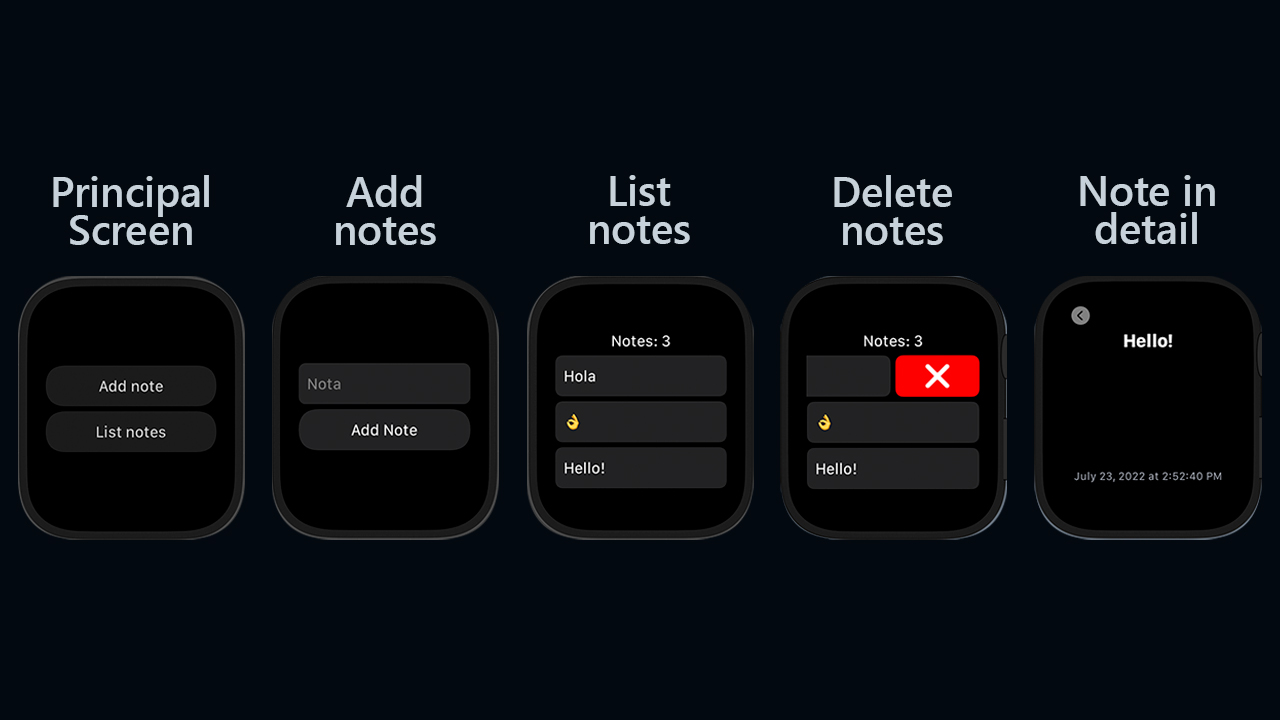 Principal
Screen
Add note
List notes
Add
notes
Nota
Add Note
List
notes
Notes: 3
Hola
👌
Hello!
Delete
notes
Notes: 3
👌
Hello!
Note in
detail
Hello!
July 23, 2022 at 2:52:40 PM